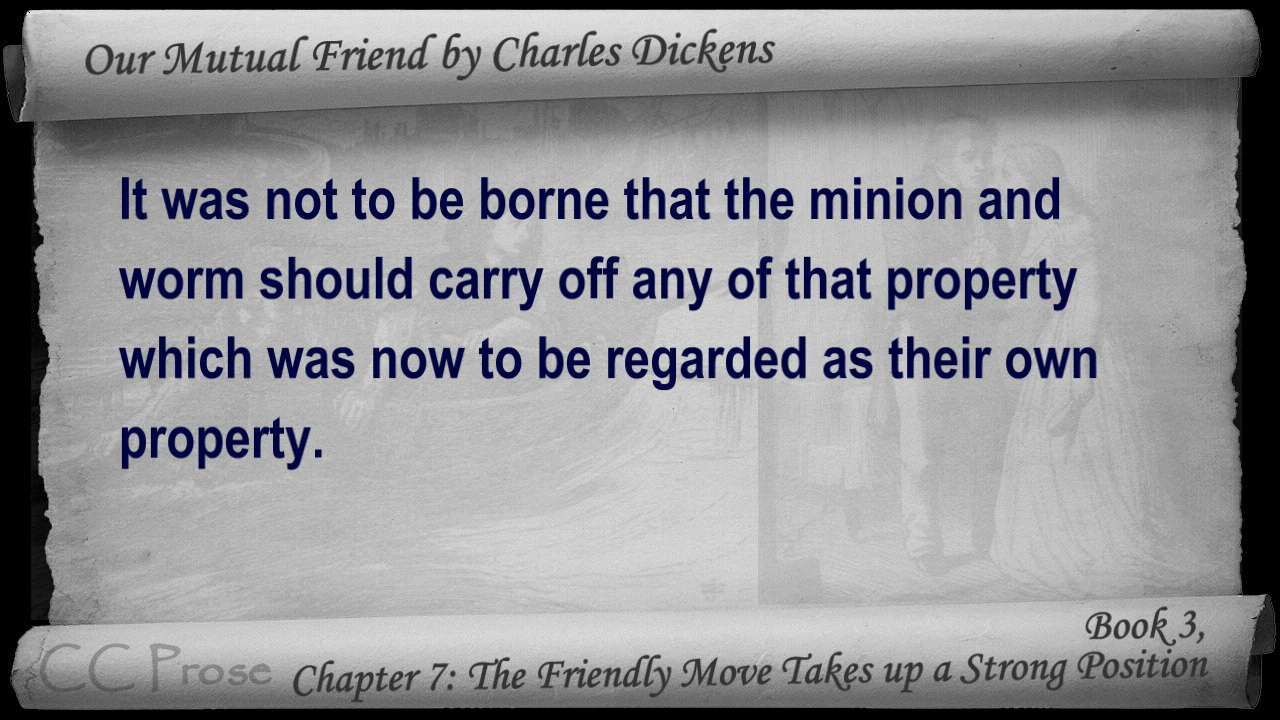 Our Mutual Friend by Charles Dickens
It was not to be borne that the minion and
worm should carry off any of that property
which was now to be regarded as their own
property.
Book 3,
CC Prose
Chapter 7: The Friendly Move Takes up a Strong Position